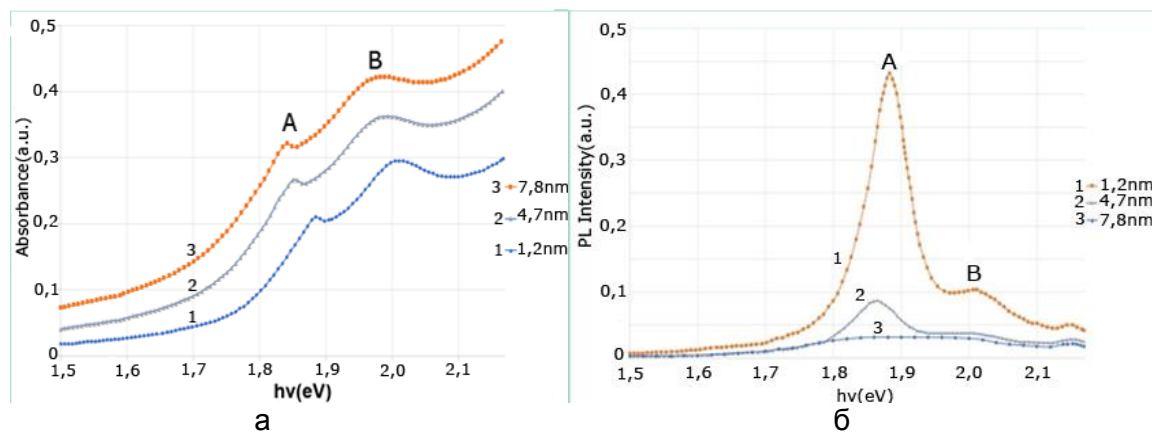 0,5
0,4
0,3
0,2
0,1
0
Absorbance(a.u.)
A
B
3
2
1
3 7,8nm
2 4,7nm
1 1,2nm
1,5 1,6 1,7 1,8 1,9 2,0 2,1
hv(eV)
а
0,5
0,4
0,3
0,2
0,1
0
PL Intensity(a.u.)
A
B
1
2
3
1 1,2nm
2 4,7nm
3 7,8nm
1,5 1,6 1,7 1,8 1,9 2,0 2,1
hv(eV)
б